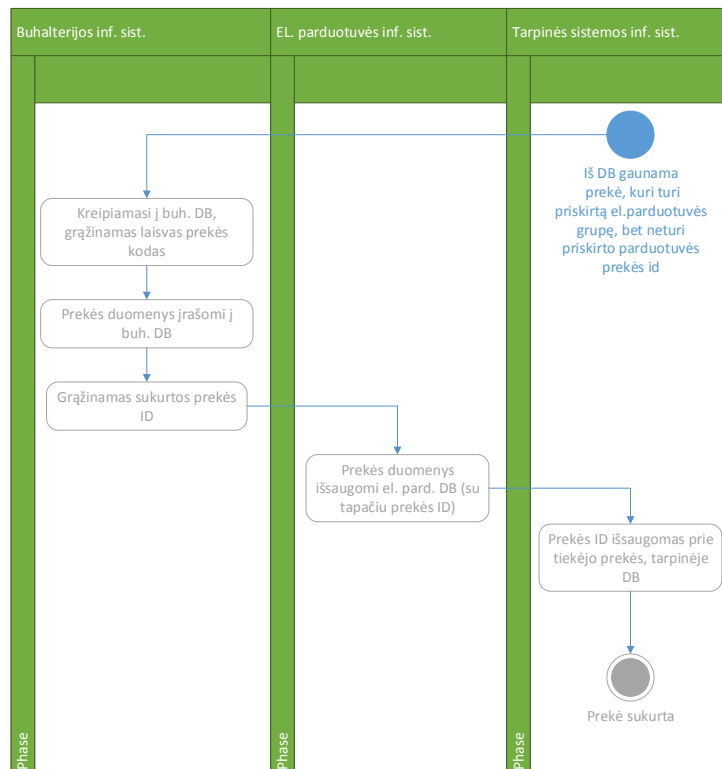 Buhalterijos inf. sist.
EL. parduotuvės inf. sist.
Tarpinės sistemos inf. sist.
Iš DB gaunama
prekė, kuri turi
priskirtą el.parduotuvės
grupę, bet neturi
priskirto parduotuvės
prekės id
Kreipiamasi į buh. DB,
grąžinamas laisvas prekės
kodas
Prekės duomenys įrašomi į
buh. DB
Grąžinamas sukurtos prekės
ID
Prekės duomenys
išsaugomi el. pard. DB (su
tapačiu prekės ID)
Prekės ID išsaugomas prie
tiekėjo prekės, tarpinėje
DB
Prekė sukurta
Phase
Phase
Phase